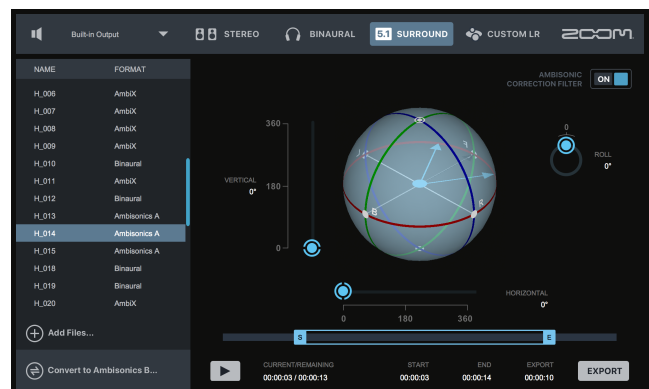 Built-in Output
STEREO
BINAURAL
5.1 SURROUND
CUSTOM LR
ZOOM
NAME FORMAT
H_006 AmbiX
H_007 AmbiX
H_008 AmbiX
H_009 AmbiX
H_010 Binaural
H_011 AmbiX
H_012 Binaural
H_013 Ambisonics A
H_014 Ambisonics A
H_015 Ambisonics A
H_018 Binaural
H_019 Binaural
H_020 AmbiX
Add Files...
Convert to Ambisonics B...
AMBISONIC
CORRECTION FILTER
ON
360
180
0
VERTICAL
0°
0
ROLL
0°
HORIZONTAL
0°
0 180 360
S E
CURRENT/REMAINING
00:00:03 / 00:00:13
START
00:00:03
END
00:00:14
EXPORT
00:00:10
EXPORT